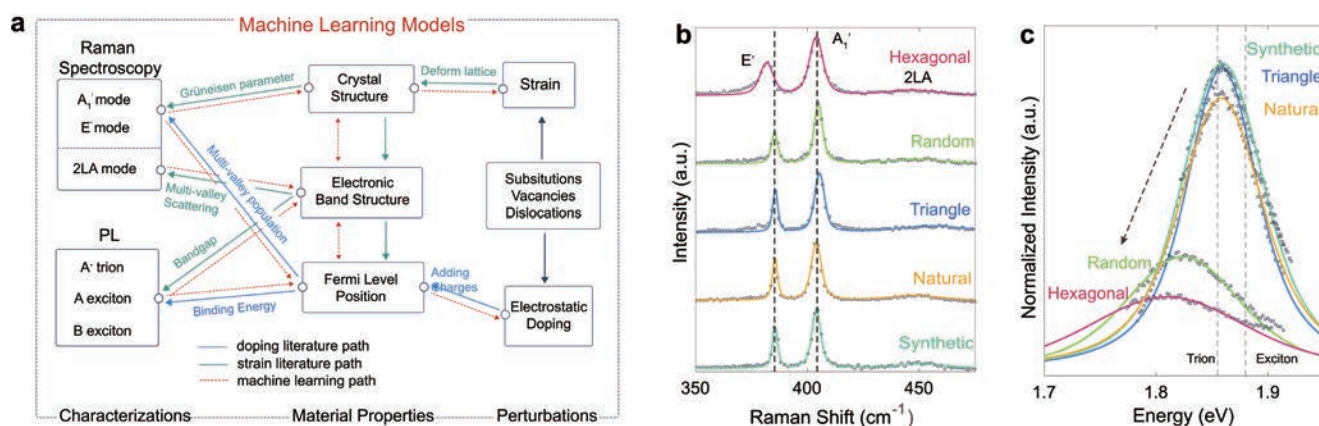 a
Machine Learning Models
Raman
Spectroscopy
A₁' mode
E' mode
2LA mode
PL
A⁻ trion
A exciton
B exciton
Characterizations
Grüneisen parameter
Multi-valley
Scattering
Multi-valley population
Bandgap
Binding Energy
Crystal
Structure
Electronic
Band Structure
Fermi Level
Position
Material Properties
Deform lattice
Adding
Charges
Strain
Subsitutions
Vacancies
Dislocations
Electrostatic
Doping
Perturbations
doping literature path
strain literature path
machine learning path
b
E'
A₁'
Hexagonal
2LA
Random
Triangle
Natural
Synthetic
Intensity (a.u.)
350 400 450
Raman Shift (cm⁻¹)
c
Synthetic
Triangle
Natural
Random
Hexagonal
Trion
Exciton
Normalized Intensity (a.u.)
1.7 1.8 1.9
Energy (eV)